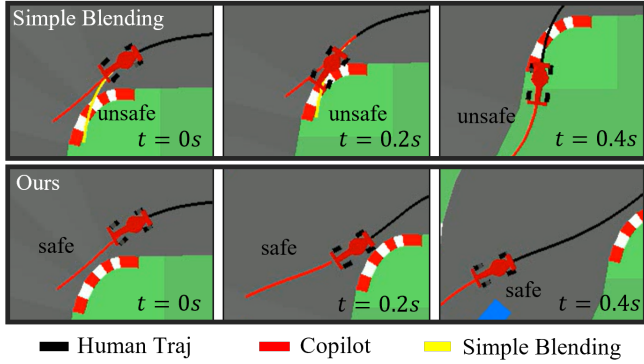 Simple Blending
unsafe
t = 0s
unsafe
t = 0.2s
unsafe
t = 0.4s
Ours
safe
t = 0s
safe
t = 0.2s
safe
t = 0.4s
Human Traj
Copilot
Simple Blending